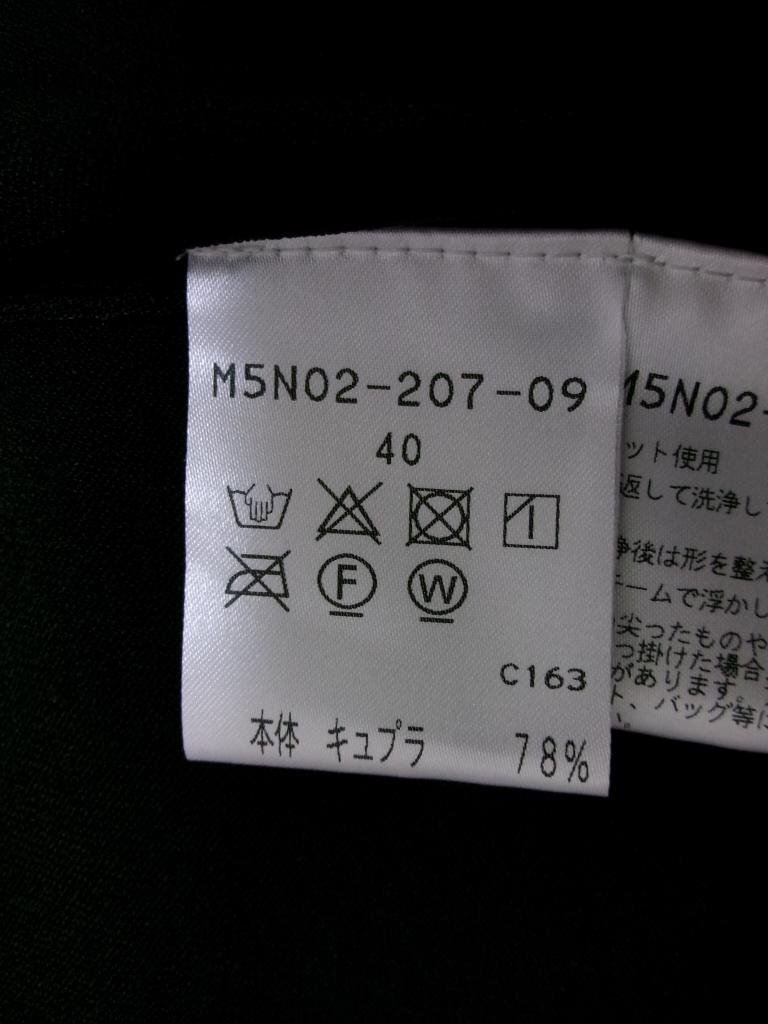 M5N02-207-09
40
F W
C163
本体 キュプラ 78%
M5N02-
ット使用
返して洗浄し
浄後は形を整え
チームで浮かし
尖ったものや
つ掛けた場合
があります。
ト、バッグ等に